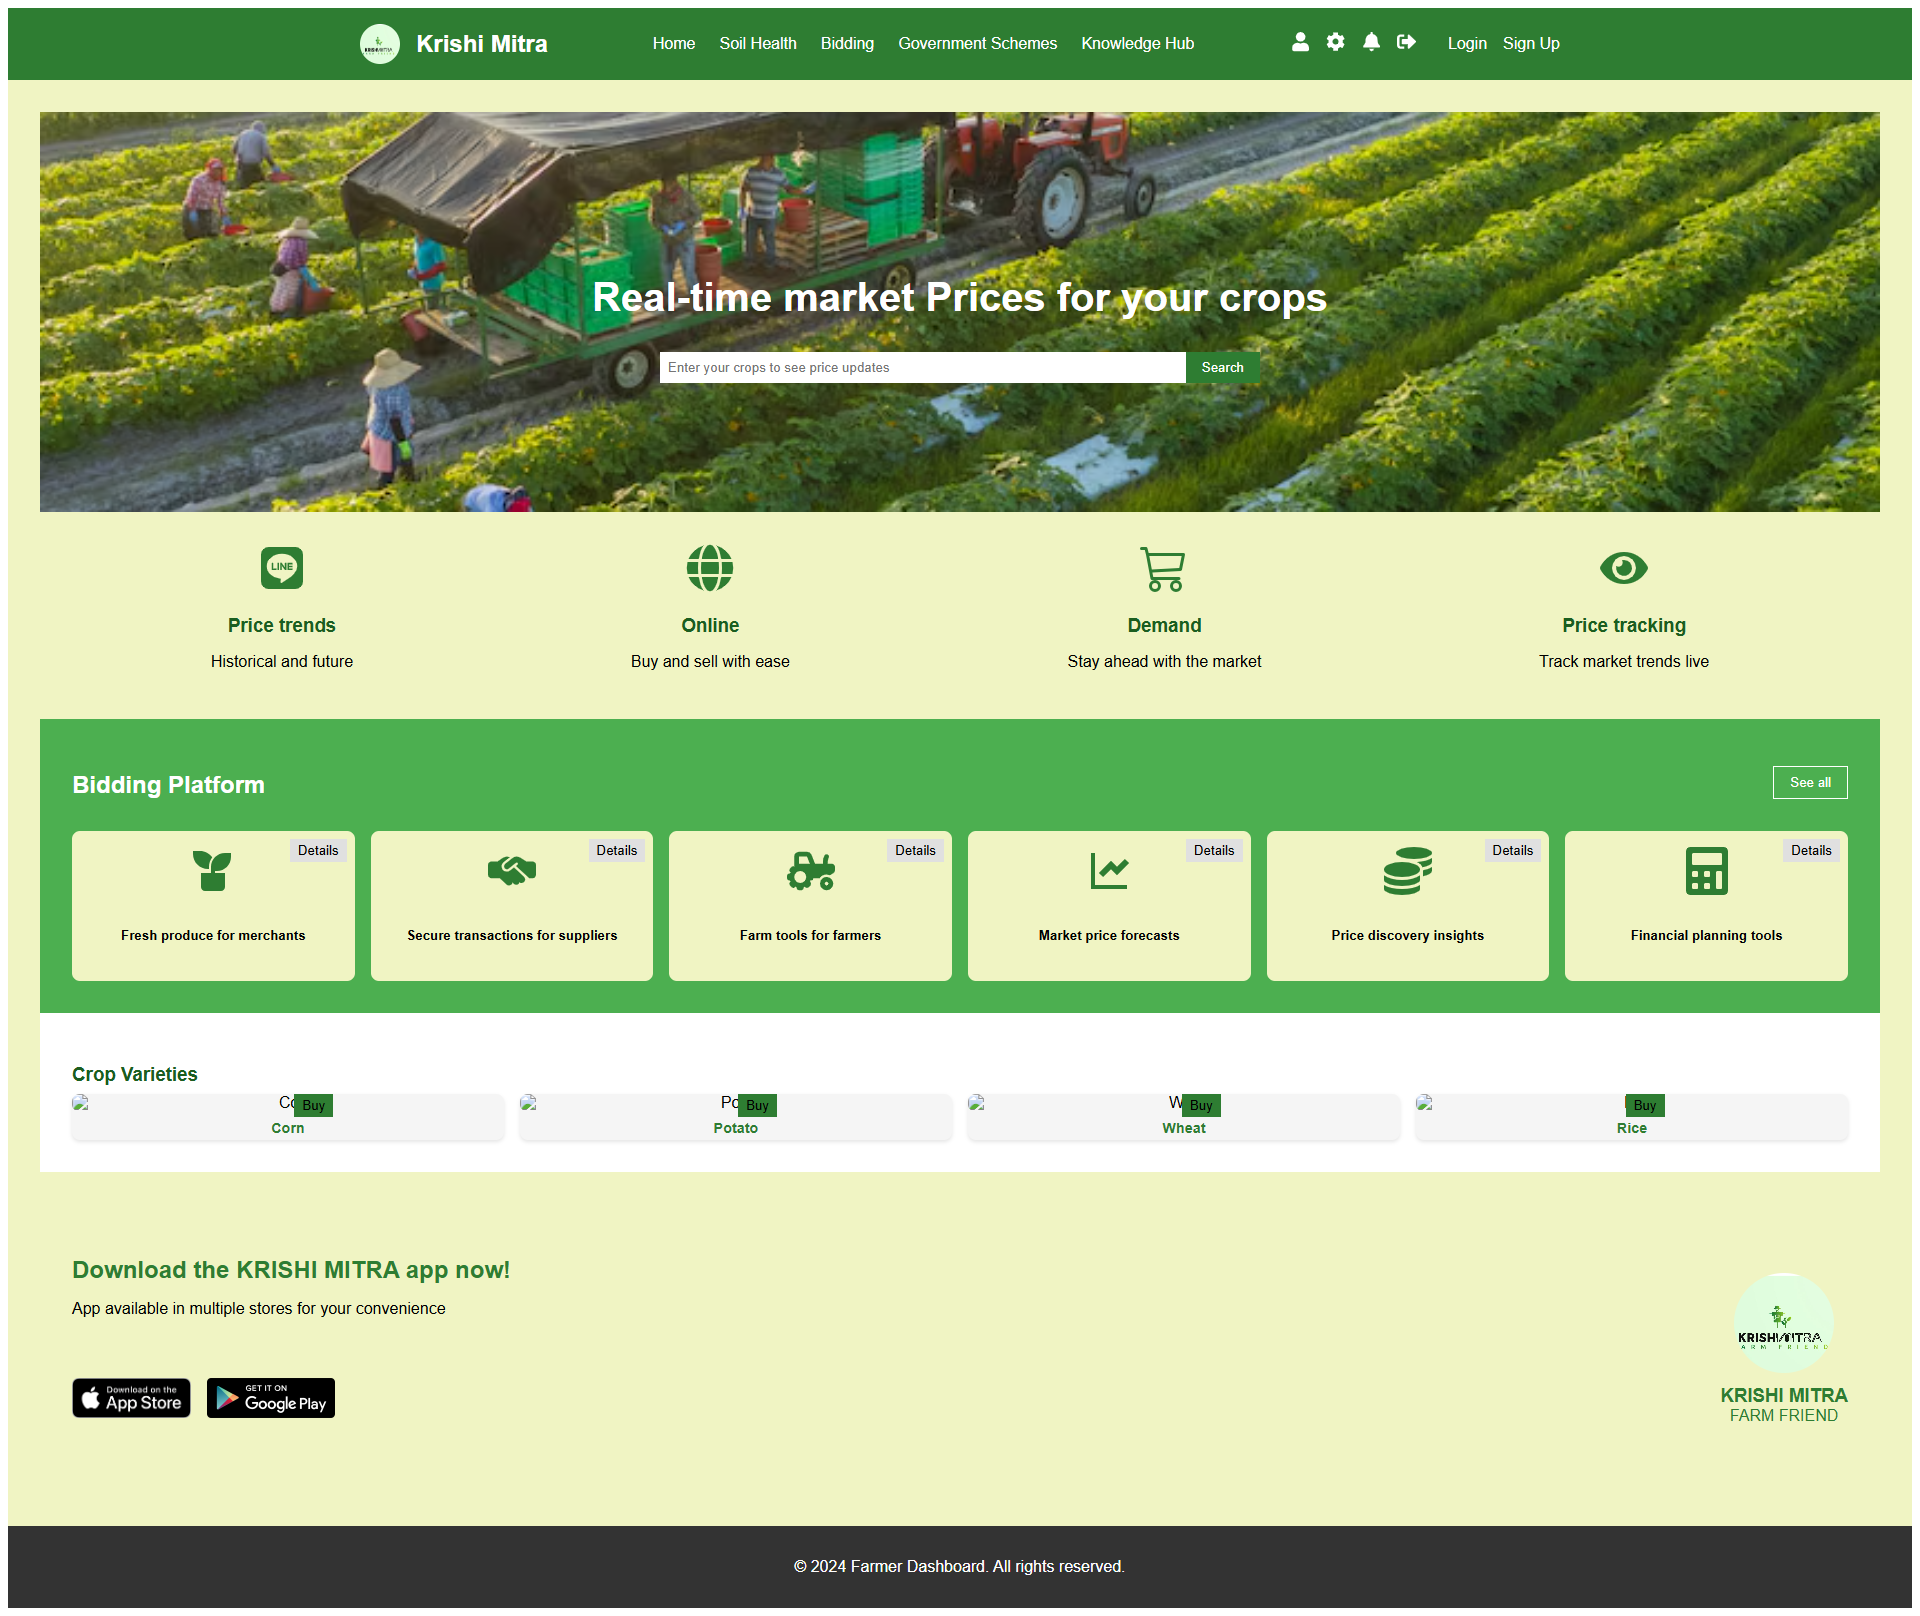 Krishi Mitra
Home Soil Health Bidding Government Schemes Knowledge Hub
Login Sign Up
Real-time market Prices for your crops
Enter your crops to see price updates Search
LINE
Price trends Online Demand Price tracking
Historical and future Buy and sell with ease Stay ahead with the market Track market trends live
Bidding Platform See all
Details Details Details Details Details Details
Fresh produce for merchants Secure transactions for suppliers Farm tools for farmers Market price forecasts Price discovery insights Financial planning tools
Crop Varieties
Buy Buy Buy Buy
Corn Potato Wheat Rice
Download the KRISHI MITRA app now!
App available in multiple stores for your convenience
KRISHI MITRA
ARM FRIEND
Download on the App Store
GET IT ON Google Play
KRISHI MITRA
FARM FRIEND
© 2024 Farmer Dashboard. All rights reserved.